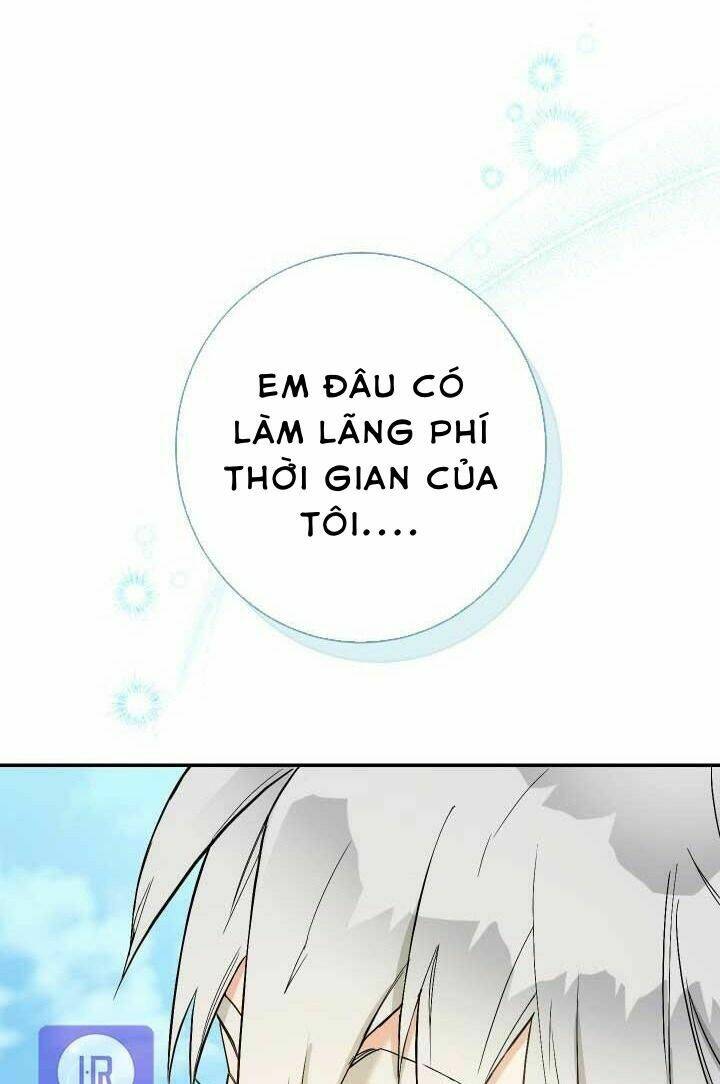 EM ĐÂU CÓ
LÀM LÃNG PHÍ
THỜI GIAN CỦA
TÔI....